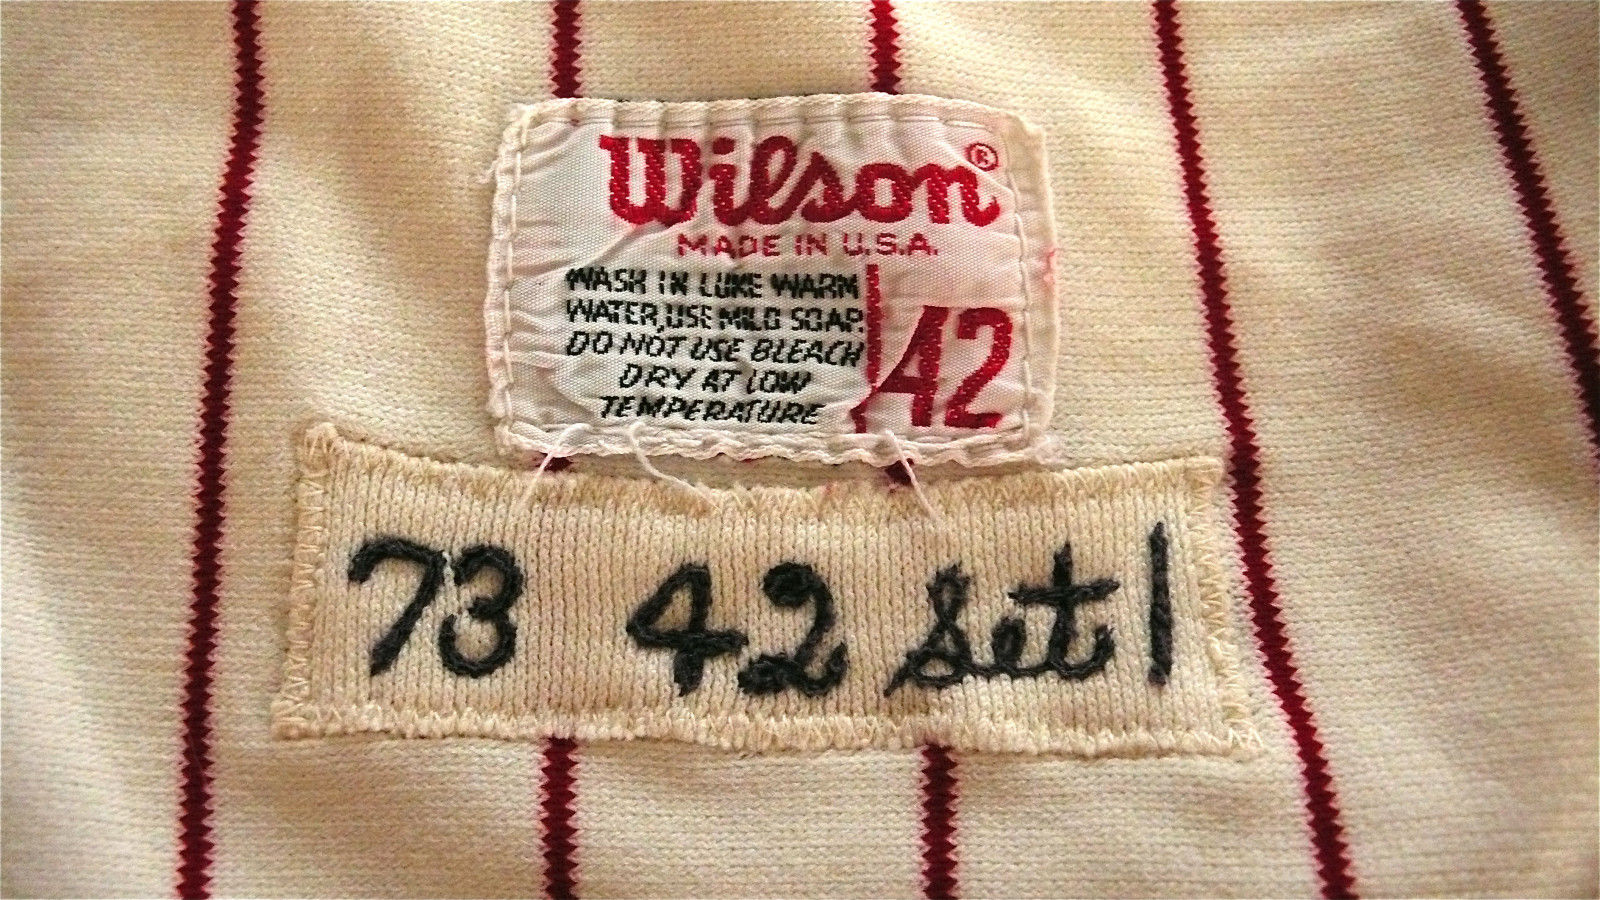 Wilson®
MADE IN U.S.A.
WASH IN LUKE WARM
WATER, USE MILD SOAP.
DO NOT USE BLEACH
DRY AT LOW
TEMPERATURE
42
73 42 Set 1